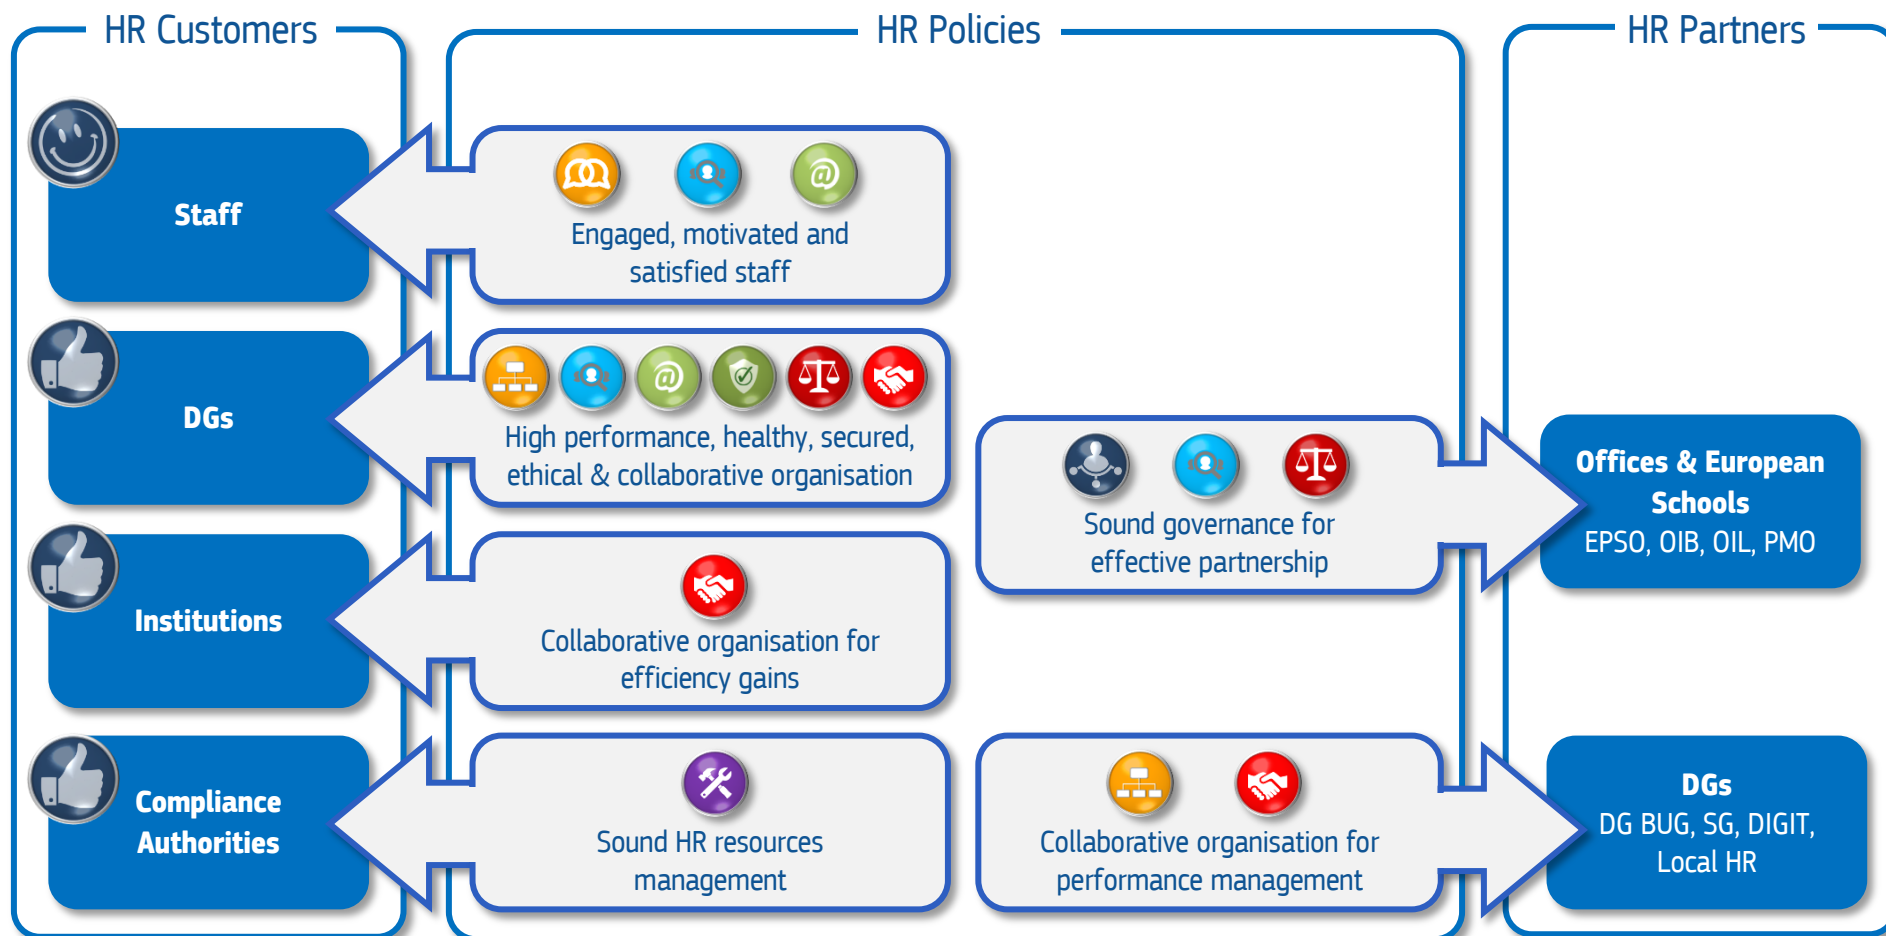 HR Customers
HR Policies
HR Partners
Staff
Engaged, motivated and
satisfied staff
DGs
High performance, healthy, secured,
ethical & collaborative organisation
Institutions
Collaborative organisation for
efficiency gains
Compliance
Authorities
Sound HR resources
management
Sound governance for
effective partnership
Offices & European
Schools
EPSO, OIB, OIL, PMO
Collaborative organisation for
performance management
DGs
DG BUG, SG, DIGIT,
Local HR